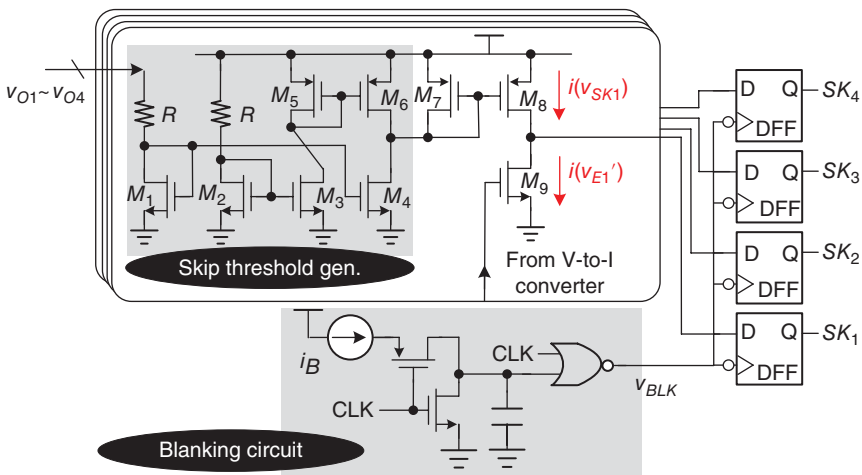 v_O1~v_O4
R
R
M_5
M_6
M_7
M_8
i(v_SK1)
M_1
M_2
M_3
M_4
M_9
i(v_E1')
Skip threshold gen.
From V-to-I
converter
D Q
DFF
SK_4
D Q
DFF
SK_3
D Q
DFF
SK_2
D Q
DFF
SK_1
i_B
CLK
CLK
v_BLK
Blanking circuit